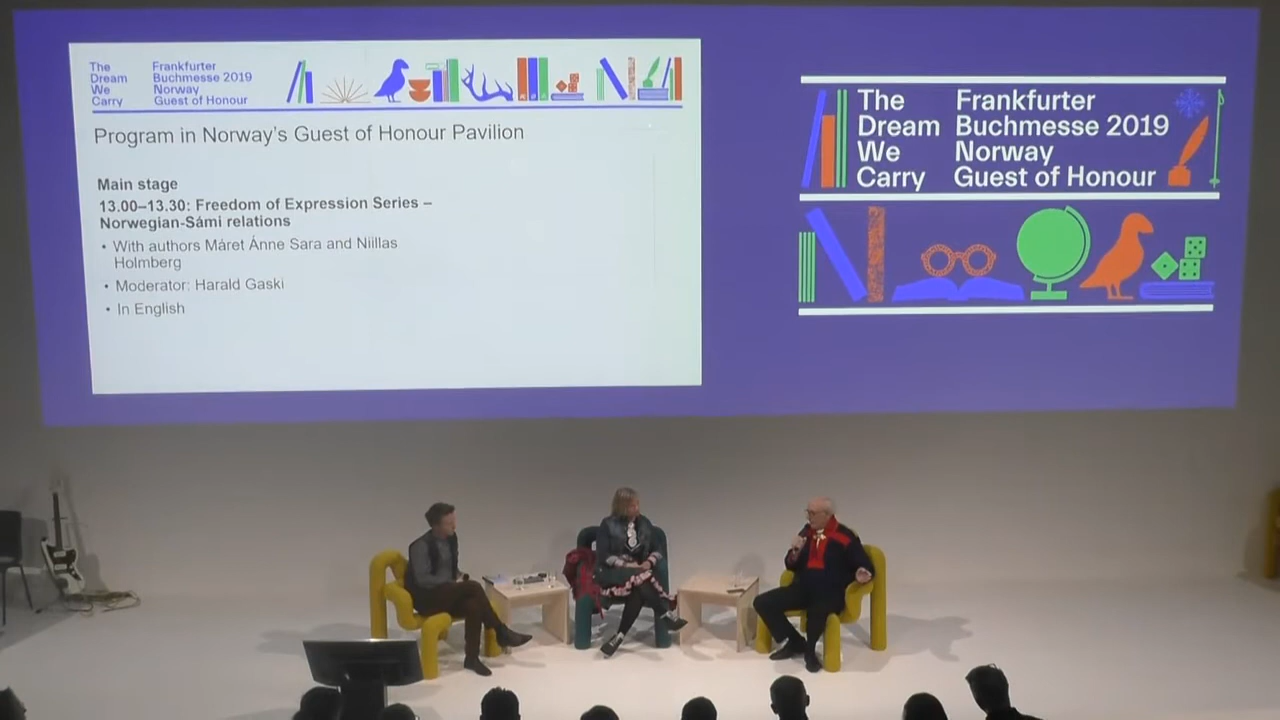 The Frankfurter
Dream Buchmesse 2019
We Norway
Carry Guest of Honour
Program in Norway's Guest of Honour Pavilion
Main stage
13.00–13.30: Freedom of Expression Series –
Norwegian-Sámi relations
• With authors Máret Ánne Sara and Niillas
Holmberg
• Moderator: Harald Gaski
• In English
The Frankfurter
Dream Buchmesse 2019
We Norway
Carry Guest of Honour